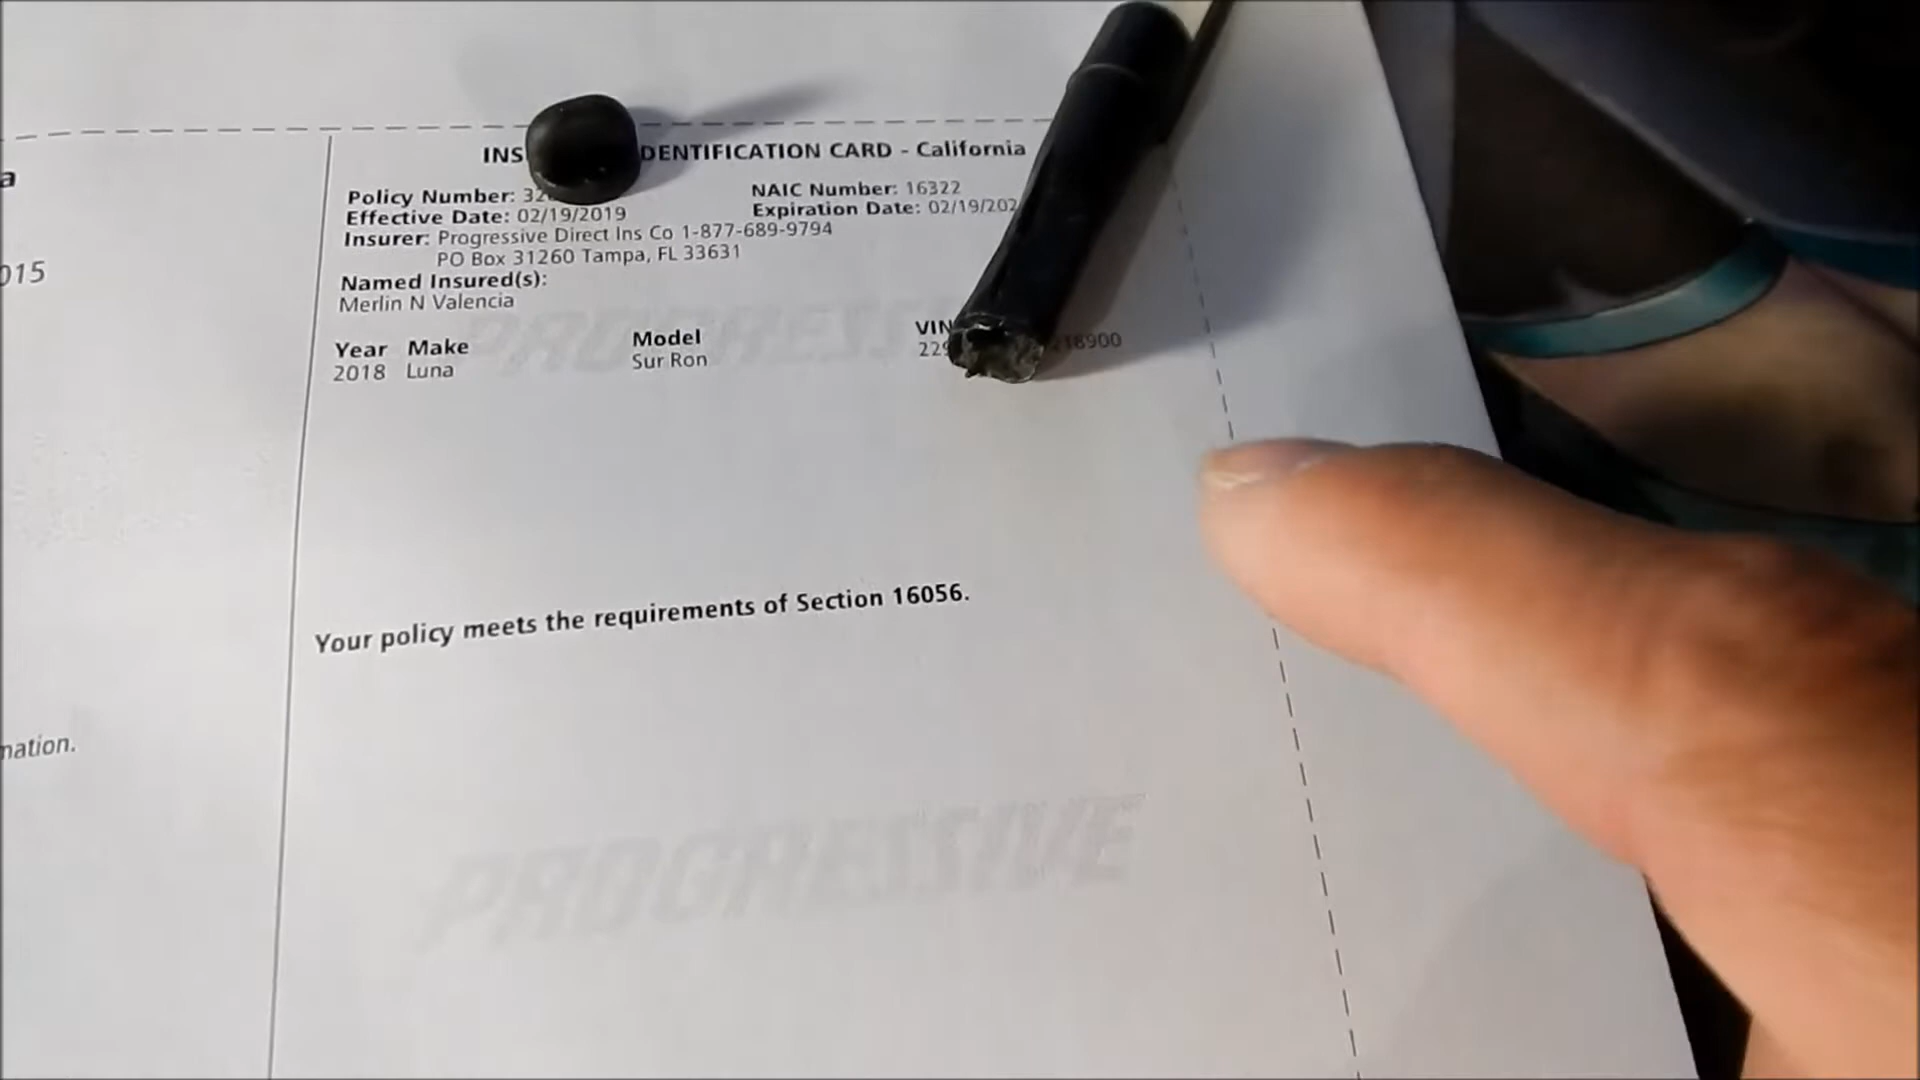 a
015
mation.
INS DENTIFICATION CARD - California
Policy Number: 32
NAIC Number: 16322
Effective Date: 02/19/2019
Expiration Date: 02/19/202
Insurer: Progressive Direct Ins Co 1-877-689-9794
PO Box 31260 Tampa, FL 33631
Named Insured(s):
Merlin N Valencia
Year Make Model VIN
2018 Luna Sur Ron 229 218900
PROGRESSIVE
Your policy meets the requirements of Section 16056.
PROGRESSIVE